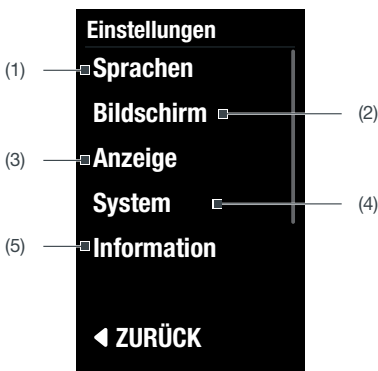 Einstellungen
(1) Sprachen
Bildschirm (2)
(3) Anzeige
System (4)
(5) Information
ZURÜCK